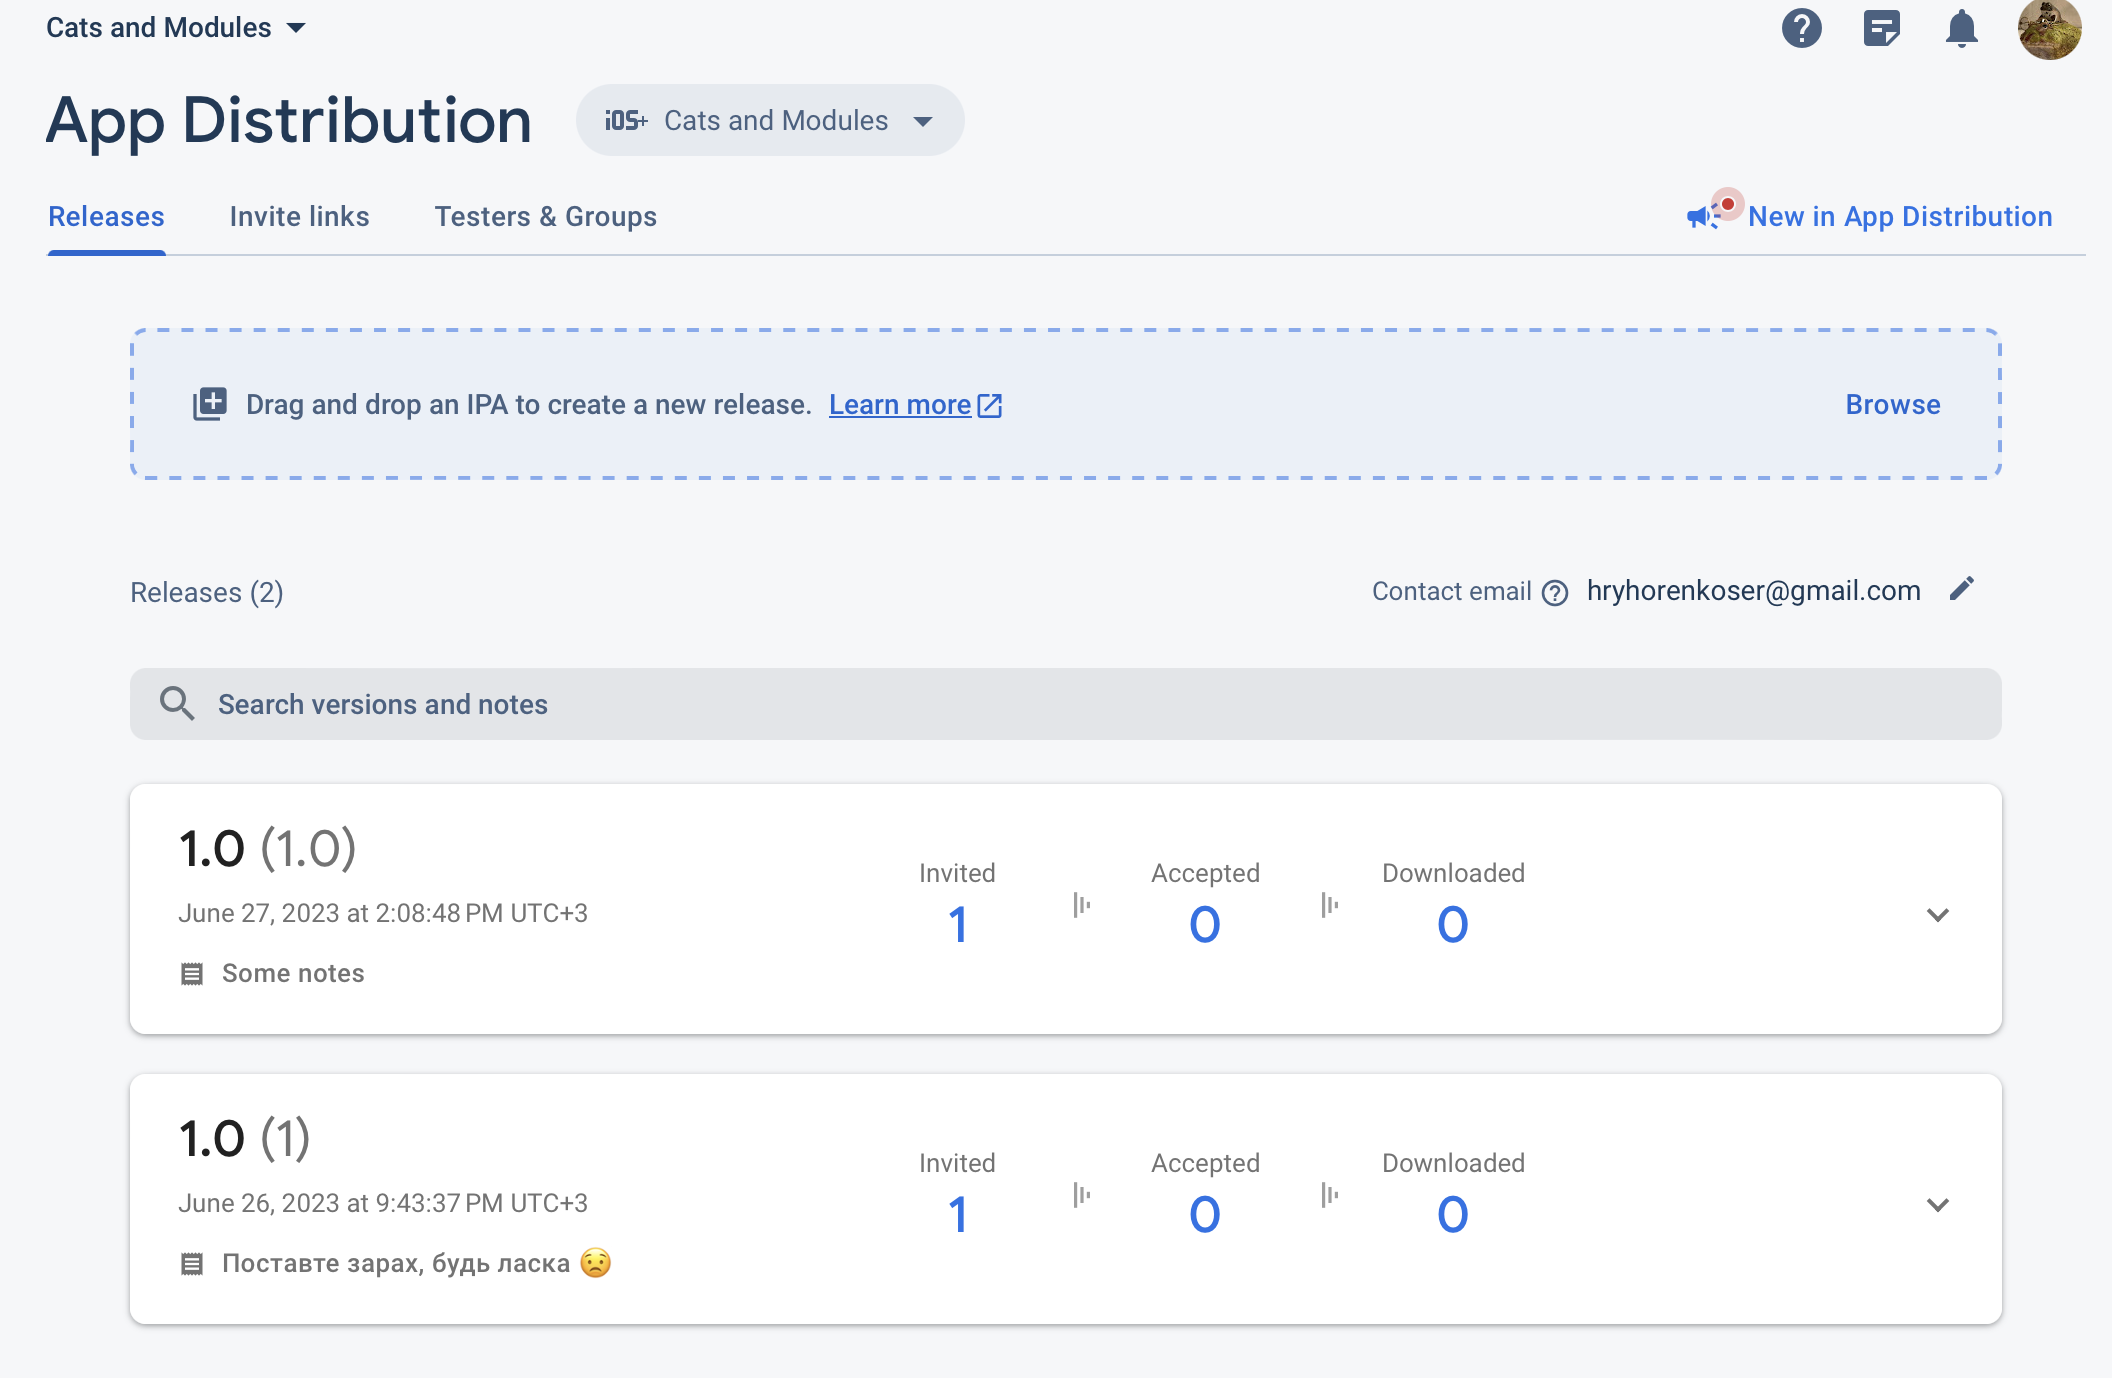 Cats and Modules
App Distribution
iOS+ Cats and Modules
Releases
Invite links
Testers & Groups
New in App Distribution
Drag and drop an IPA to create a new release. Learn more
Browse
Releases (2)
Contact email
hryhorenkoser@gmail.com
Search versions and notes
1.0 (1.0)
June 27, 2023 at 2:08:48 PM UTC+3
Some notes
Invited
1
Accepted
0
Downloaded
0
1.0 (1)
June 26, 2023 at 9:43:37 PM UTC+3
Поставте зарах, будь ласка 😟
Invited
1
Accepted
0
Downloaded
0